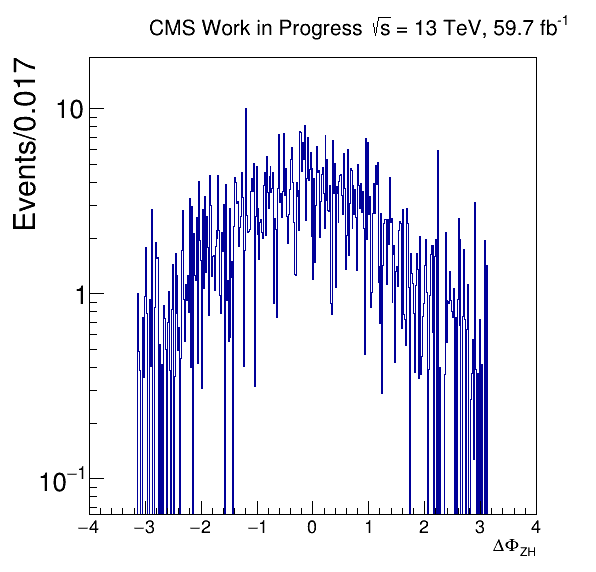 CMS Work in Progress √s = 13 TeV, 59.7 fb⁻¹
Events/0.017
10
1
10⁻¹
−4 −3 −2 −1 0 1 2 3 4
ΔΦ_ZH